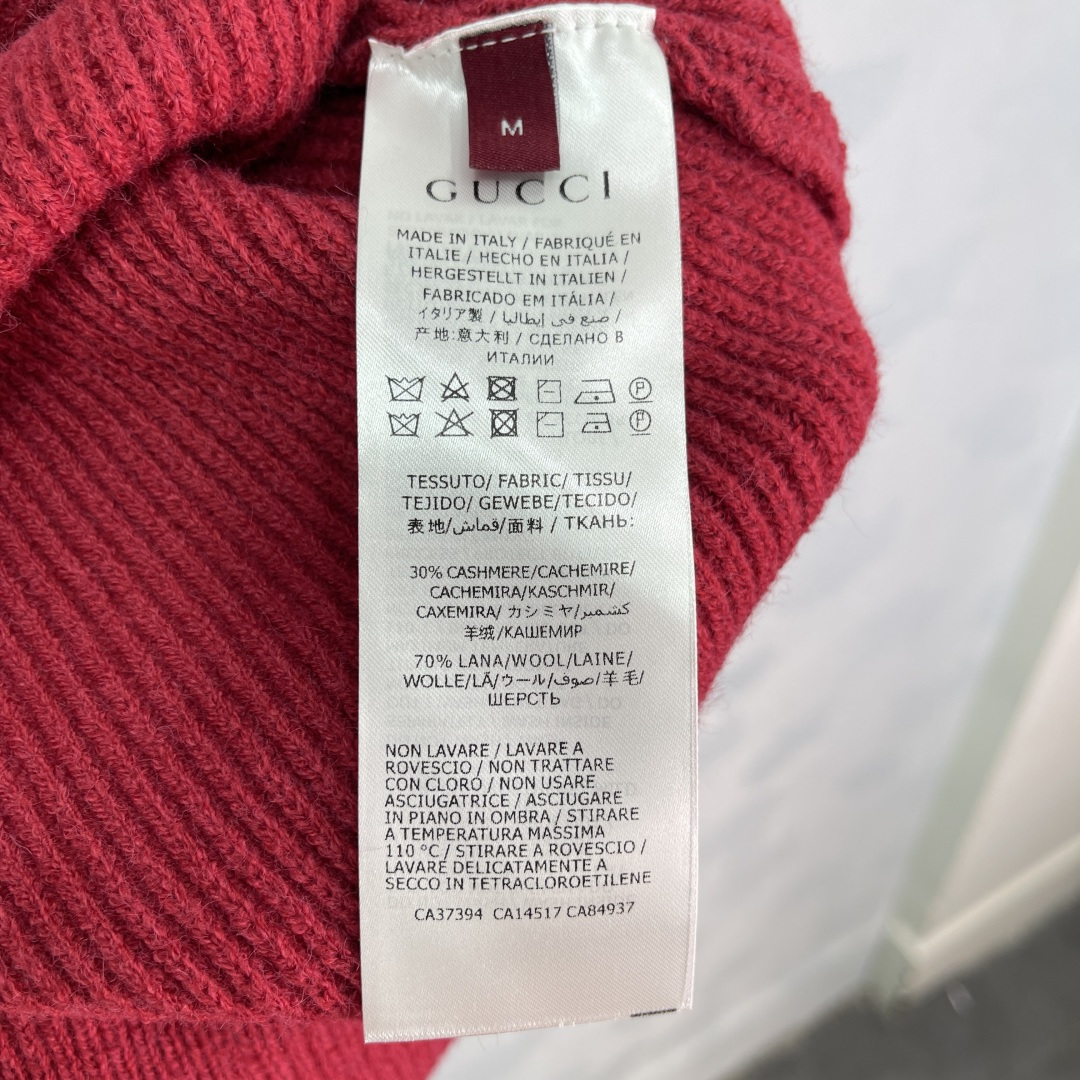 M
GUCCI
MADE IN ITALY / FABRIQUÉ EN
ITALIE / HECHO EN ITALIA /
HERGESTELLT IN ITALIEN /
FABRICADO EM ITÁLIA /
イタリア製 / صنع في إيطاليا /
产地:意大利 / СДЕЛАНО В
ИТАЛИИ
P
P
TESSUTO/ FABRIC/ TISSU/
TEJIDO/ GEWEBE/TECIDO/
表地/قماش/面料 / ТКАНЬ:
30% CASHMERE/CACHEMIRE/
CACHEMIRA/KASCHMIR/
CAXEMIRA/ カシミヤ/كشمير/
羊绒/КАШЕМИР
70% LANA/WOOL/LAINE/
WOLLE/LÃ/ウール/صوف/羊毛/
ШЕРСТЬ
NON LAVARE / LAVARE A
ROVESCIO / NON TRATTARE
CON CLORO / NON USARE
ASCIUGATRICE / ASCIUGARE
IN PIANO IN OMBRA / STIRARE
A TEMPERATURA MASSIMA
110 °C / STIRARE A ROVESCIO /
LAVARE DELICATAMENTE A
SECCO IN TETRACLOROETILENE
CA37394 CA14517 CA84937